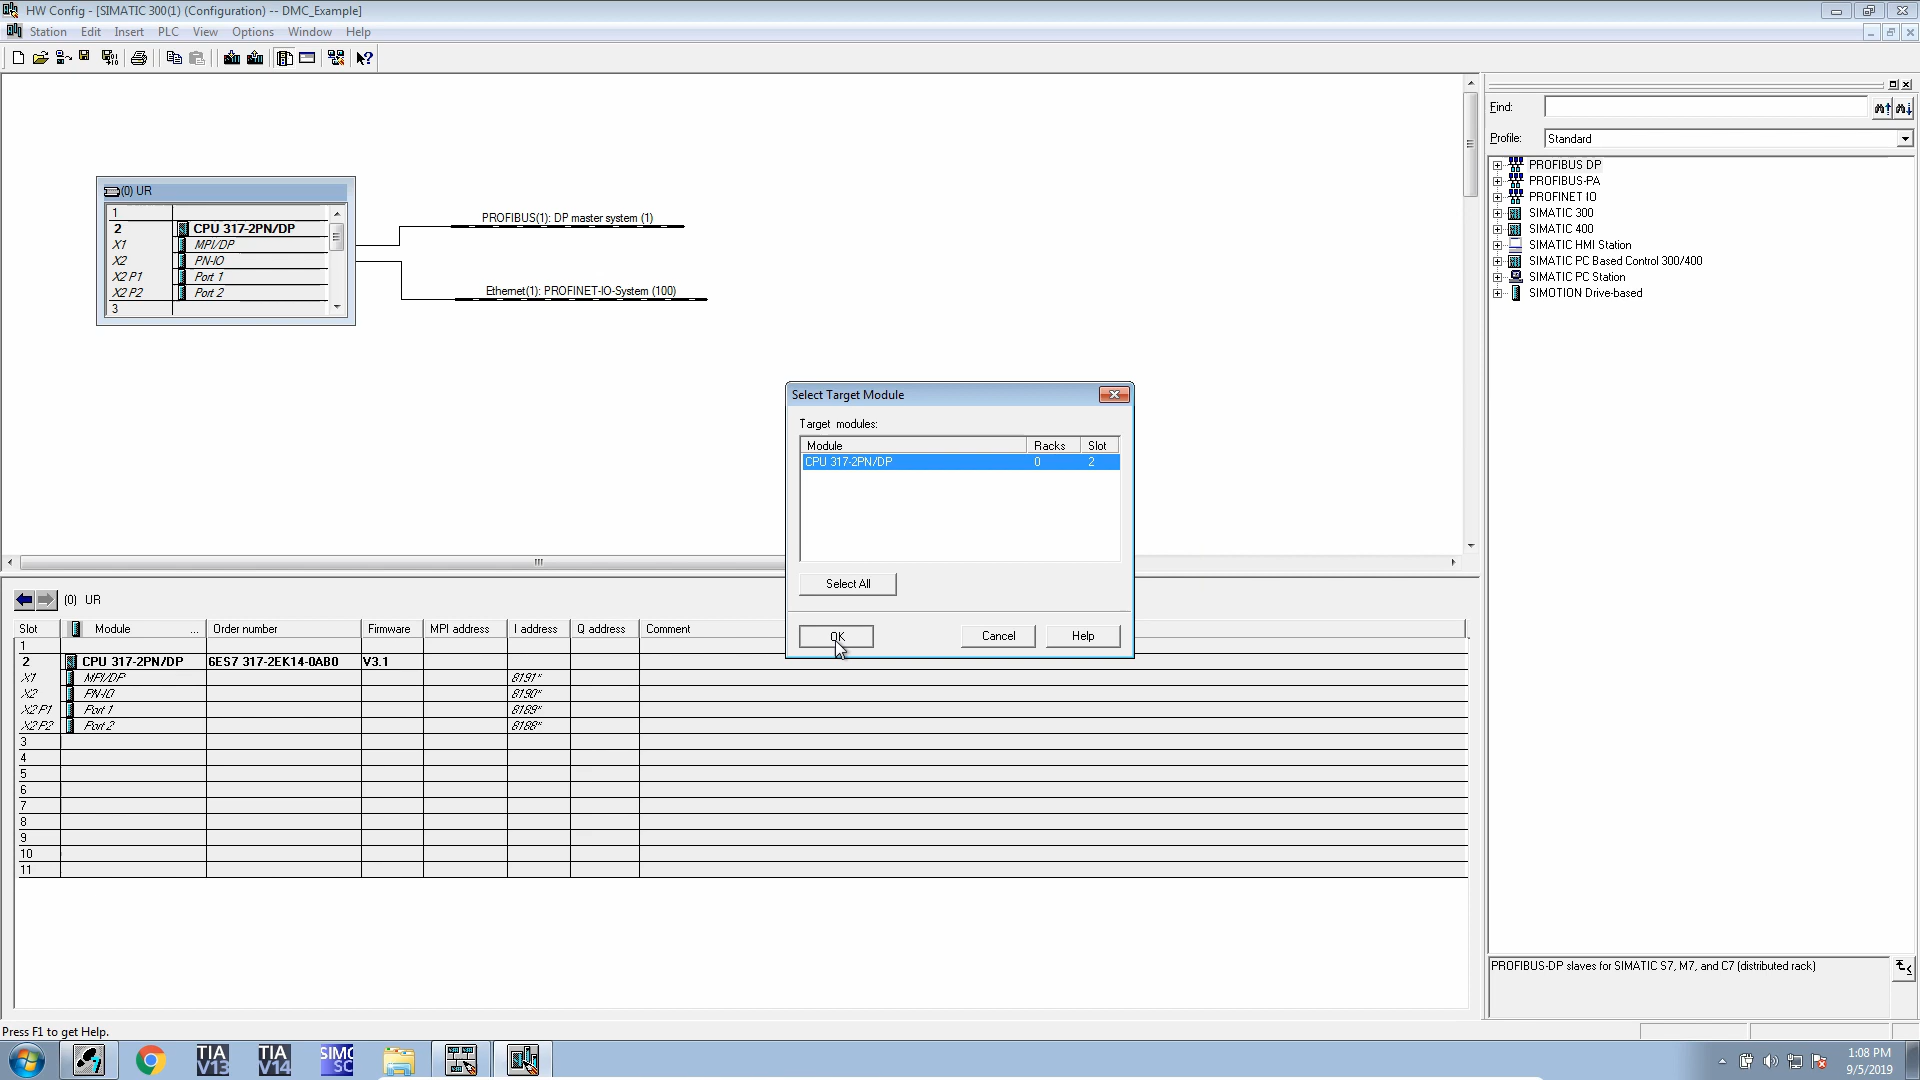 HW Config - [SIMATIC 300(1) (Configuration) -- DMC_Example]
Station Edit Insert PLC View Options Window Help
(0) UR
1
2 CPU 317-2PN/DP
X1 MPI/DP
X2 PN-IO
X2 P1 Port 1
X2 P2 Port 2
3
PROFIBUS(1): DP master system (1)
Ethernet(1): PROFINET-IO-System (100)
Select Target Module
Target modules:
Module Racks Slot
CPU 317-2PN/DP 0 2
Select All
OK Cancel Help
(0) UR
Slot Module ... Order number Firmware MPI address I address Q address Comment
1
2 CPU 317-2PN/DP 6ES7 317-2EK14-0AB0 V3.1
X1 MPI/DP 8191*
X2 PN-IO 8190*
X2 P1 Port 1 8189*
X2 P2 Port 2 8188*
3
4
5
6
7
8
9
10
11
Find:
Profile: Standard
PROFIBUS DP
PROFIBUS-PA
PROFINET IO
SIMATIC 300
SIMATIC 400
SIMATIC HMI Station
SIMATIC PC Based Control 300/400
SIMATIC PC Station
SIMOTION Drive-based
PROFIBUS-DP slaves for SIMATIC S7, M7, and C7 (distributed rack)
Press F1 to get Help.
TIA V13
TIA V14
1:08 PM
9/5/2019